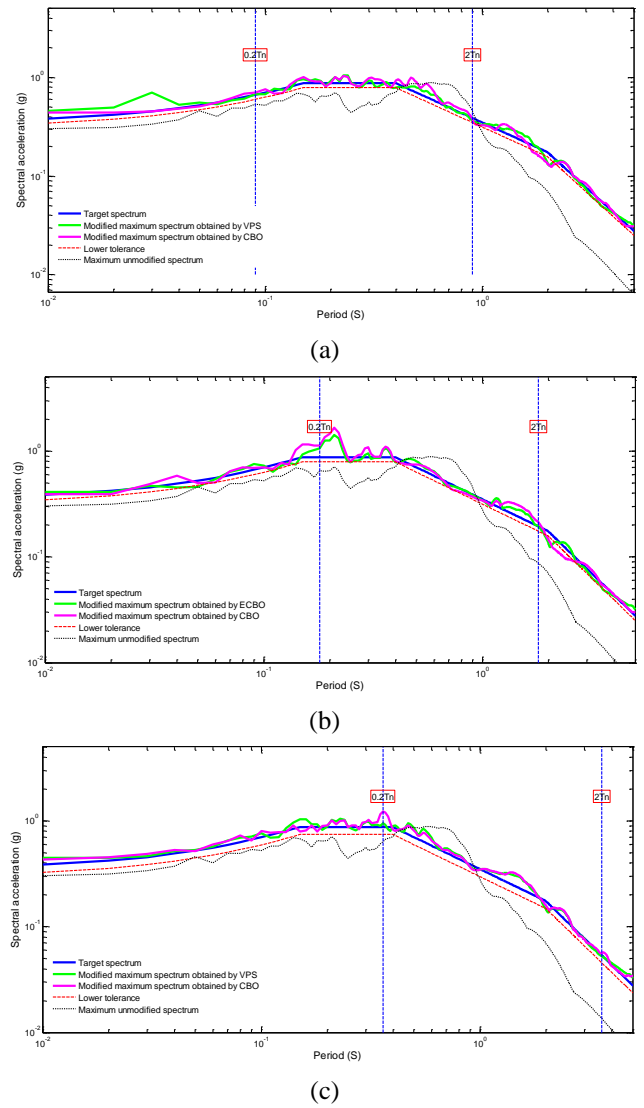 10^0
10^-1
10^-2
Spectral acceleration (g)
0.2Tn
2Tn
Target spectrum
Modified maximum spectrum obtained by VPS
Modified maximum spectrum obtained by CBO
Lower tolerance
Maximum unmodified spectrum
10^-2
10^-1
10^0
Period (S)
(a)
10^0
10^-1
10^-2
Spectral acceleration (g)
0.2Tn
2Tn
Target spectrum
Modified maximum spectrum obtained by ECBO
Modified maximum spectrum obtained by CBO
Lower tolerance
Maximum unmodified spectrum
10^-2
10^-1
10^0
Period (S)
(b)
10^0
10^-1
10^-2
Spectral acceleration (g)
0.2Tn
2Tn
Target spectrum
Modified maximum spectrum obtained by VPS
Modified maximum spectrum obtained by CBO
Lower tolerance
Maximum unmodified spectrum
10^-2
10^-1
10^0
Period (S)
(c)